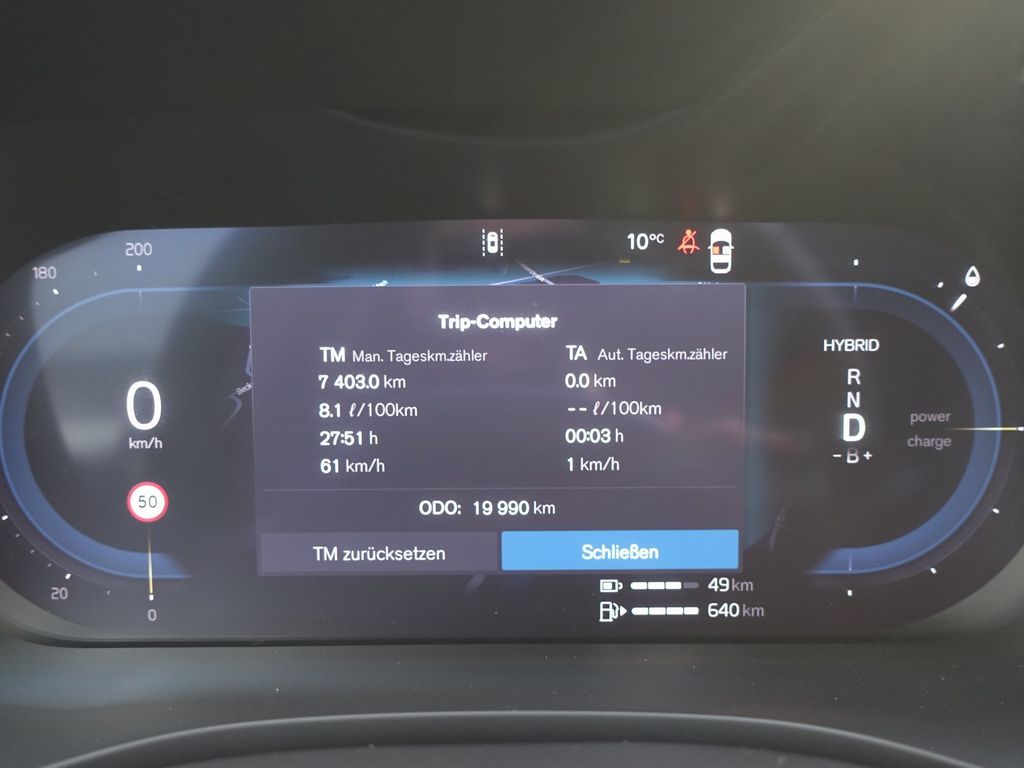 200
180
10°C
Trip-Computer
TM Man. Tageskm.zähler
7 403.0 km
8.1 ℓ/100km
27:51 h
61 km/h
TA Aut. Tageskm.zähler
0.0 km
-- ℓ/100km
00:03 h
1 km/h
ODO: 19 990 km
TM zurücksetzen
Schließen
0
km/h
50
20
0
HYBRID
R
N
D
- B +
power
charge
49 km
640 km